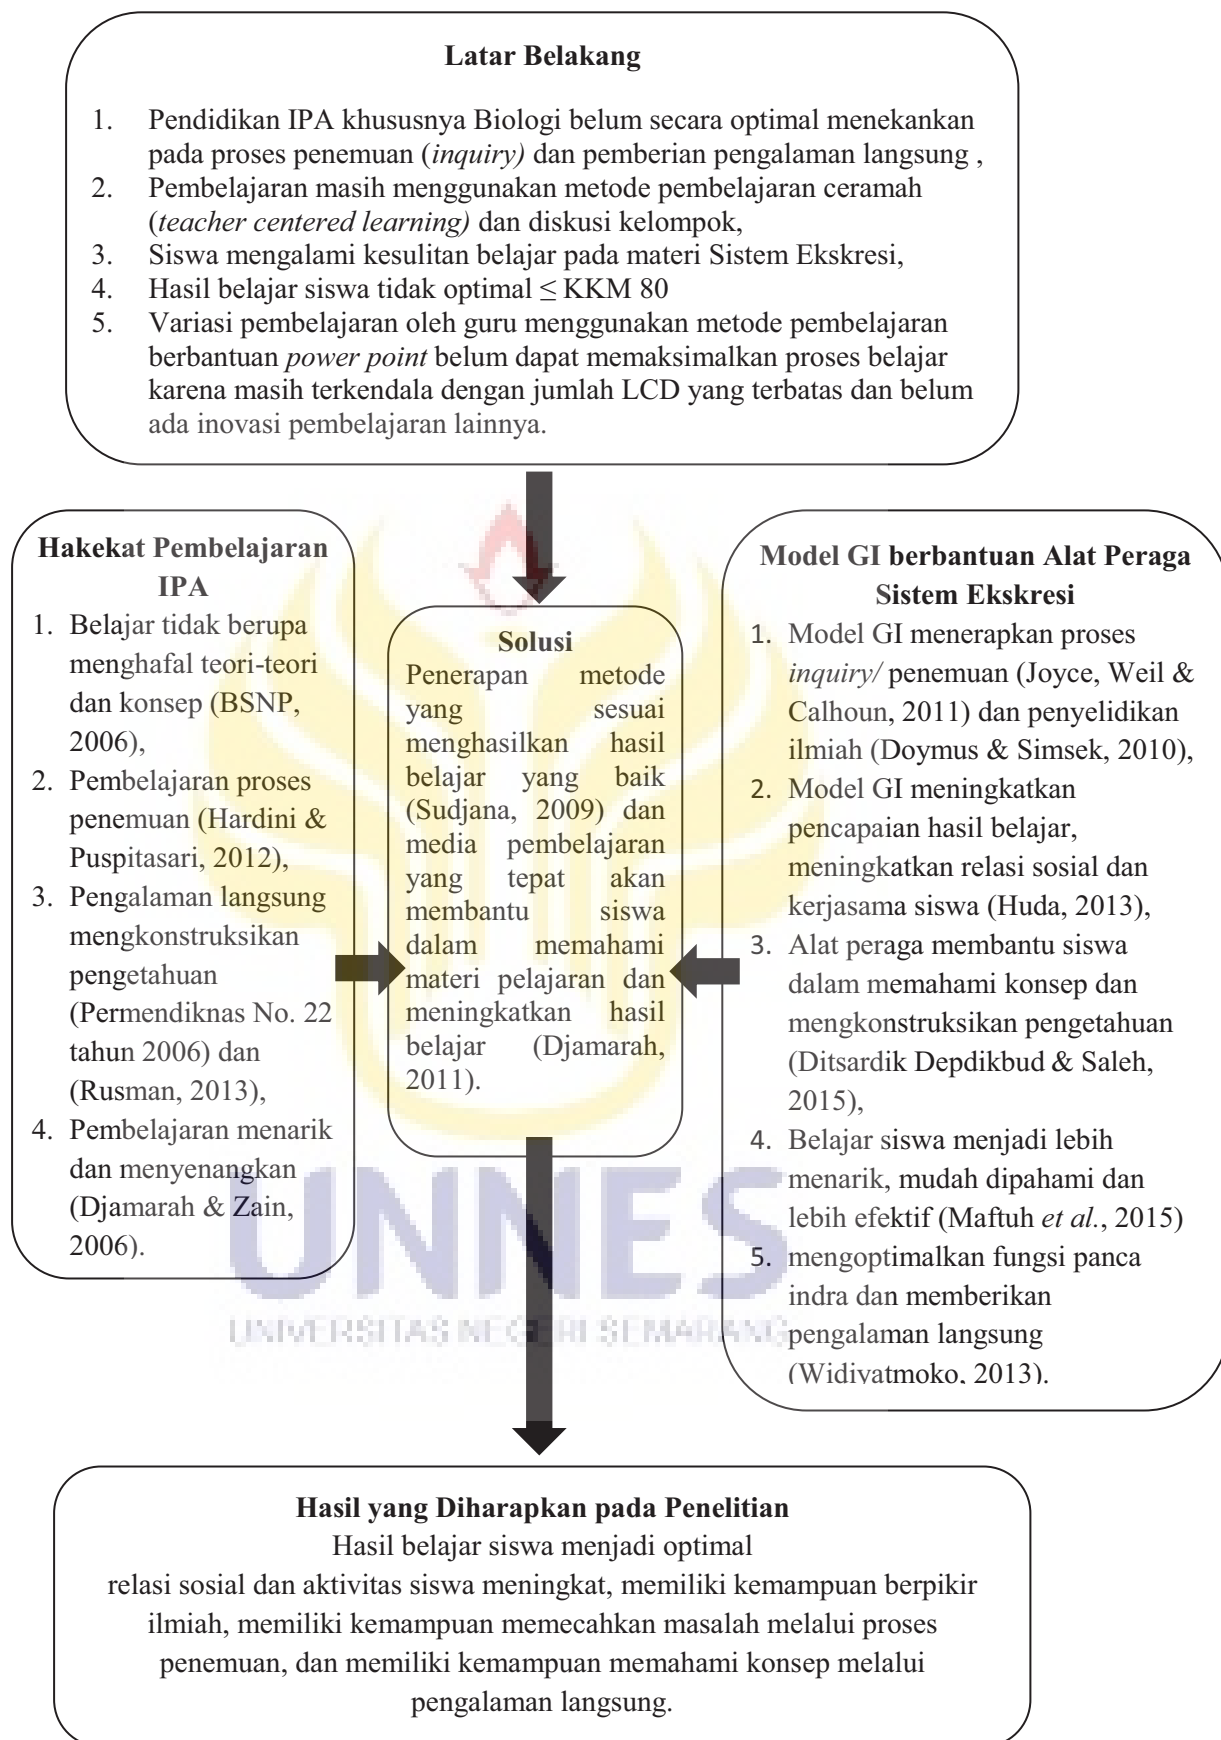 Latar Belakang
1. Pendidikan IPA khususnya Biologi belum secara optimal menekankan
pada proses penemuan (inquiry) dan pemberian pengalaman langsung ,
2. Pembelajaran masih menggunakan metode pembelajaran ceramah
(teacher centered learning) dan diskusi kelompok,
3. Siswa mengalami kesulitan belajar pada materi Sistem Ekskresi,
4. Hasil belajar siswa tidak optimal ≤ KKM 80
5. Variasi pembelajaran oleh guru menggunakan metode pembelajaran
berbantuan power point belum dapat memaksimalkan proses belajar
karena masih terkendala dengan jumlah LCD yang terbatas dan belum
ada inovasi pembelajaran lainnya.
Hakekat Pembelajaran
IPA
1. Belajar tidak berupa
menghafal teori-teori
dan konsep (BSNP,
2006),
2. Pembelajaran proses
penemuan (Hardini &
Puspitasari, 2012),
3. Pengalaman langsung
mengkonstruksikan
pengetahuan
(Permendiknas No. 22
tahun 2006) dan
(Rusman, 2013),
4. Pembelajaran menarik
dan menyenangkan
(Djamarah & Zain,
2006).
Solusi
Penerapan metode
yang sesuai
menghasilkan hasil
belajar yang baik
(Sudjana, 2009) dan
media pembelajaran
yang tepat akan
membantu siswa
dalam memahami
materi pelajaran dan
meningkatkan hasil
belajar (Djamarah,
2011).
Model GI berbantuan Alat Peraga
Sistem Ekskresi
1. Model GI menerapkan proses
inquiry/ penemuan (Joyce, Weil &
Calhoun, 2011) dan penyelidikan
ilmiah (Doymus & Simsek, 2010),
2. Model GI meningkatkan
pencapaian hasil belajar,
meningkatkan relasi sosial dan
kerjasama siswa (Huda, 2013),
3. Alat peraga membantu siswa
dalam memahami konsep dan
mengkonstruksikan pengetahuan
(Ditsardik Depdikbud & Saleh,
2015),
4. Belajar siswa menjadi lebih
menarik, mudah dipahami dan
lebih efektif (Maftuh et al., 2015)
5. mengoptimalkan fungsi panca
indra dan memberikan
pengalaman langsung
(Widiyatmoko, 2013).
UNNES
UNIVERSITAS NEGERI SEMARANG
Hasil yang Diharapkan pada Penelitian
Hasil belajar siswa menjadi optimal
relasi sosial dan aktivitas siswa meningkat, memiliki kemampuan berpikir
ilmiah, memiliki kemampuan memecahkan masalah melalui proses
penemuan, dan memiliki kemampuan memahami konsep melalui
pengalaman langsung.